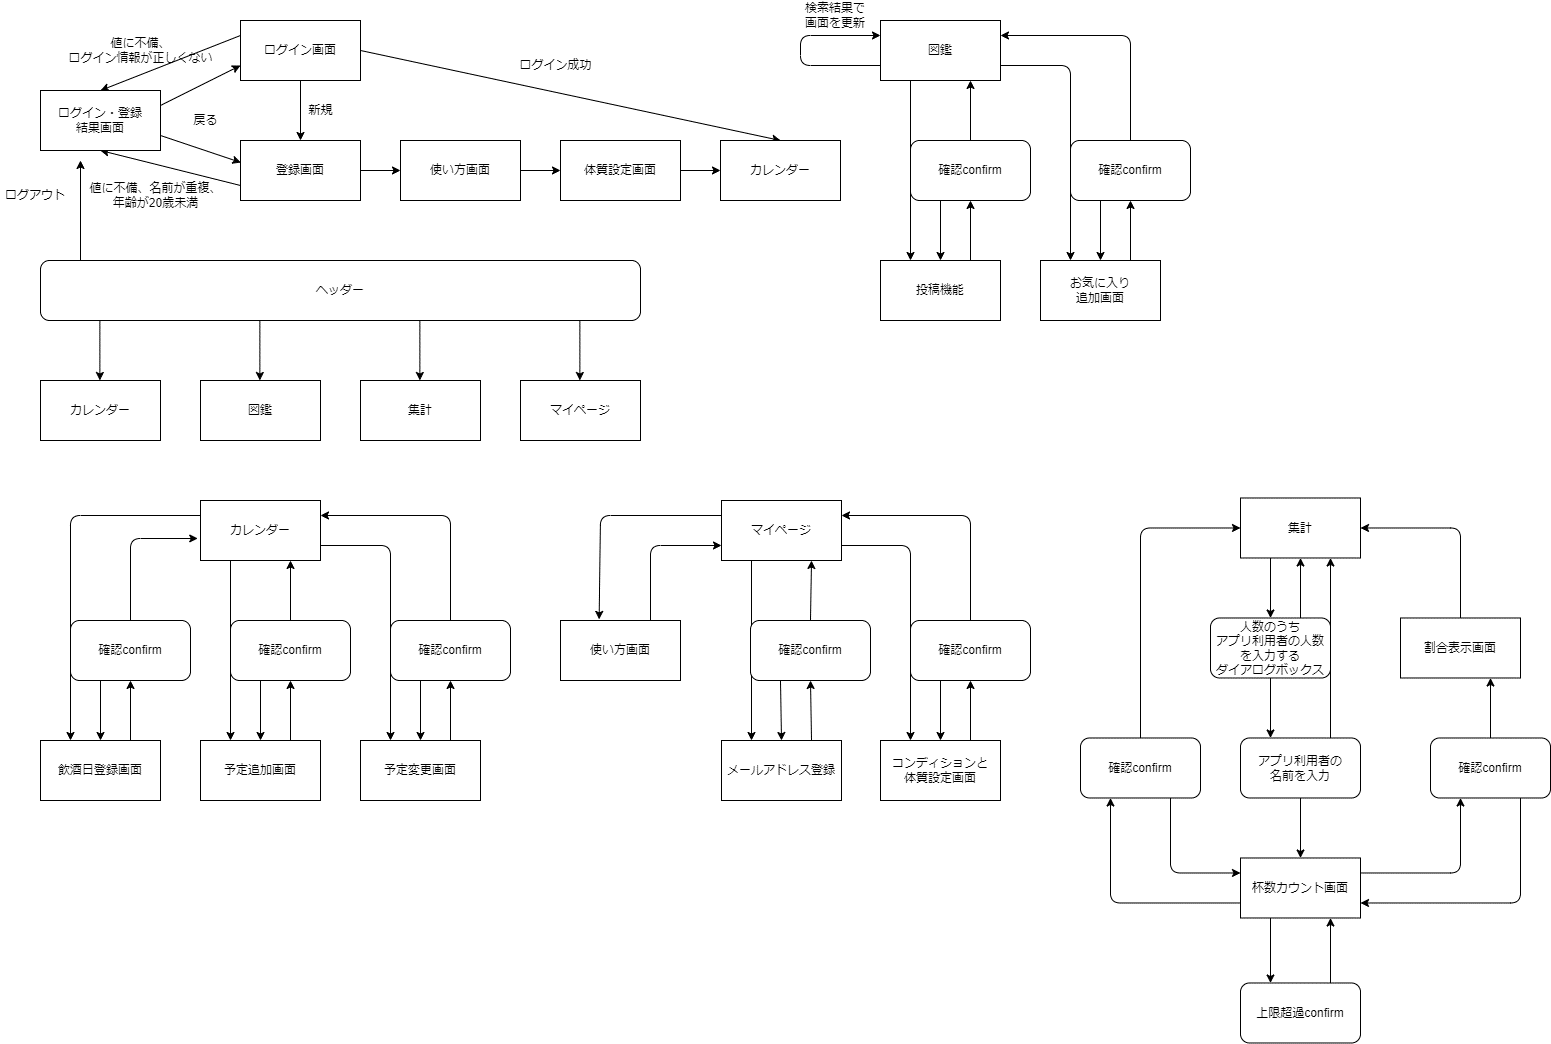 値に不備、
ログイン情報が正しくない
ログイン画面
ログイン成功
ログイン・登録
結果画面
戻る
新規
登録画面
使い方画面
体質設定画面
カレンダー
ログアウト
値に不備、名前が重複、
年齢が20歳未満
ヘッダー
カレンダー
図鑑
集計
マイページ
検索結果で
画面を更新
図鑑
確認confirm
確認confirm
投稿機能
お気に入り
追加画面
カレンダー
確認confirm
確認confirm
確認confirm
飲酒日登録画面
予定追加画面
予定変更画面
マイページ
使い方画面
確認confirm
確認confirm
メールアドレス登録
コンディションと
体質設定画面
集計
人数のうち
アプリ利用者の人数
を入力する
ダイアログボックス
割合表示画面
確認confirm
アプリ利用者の
名前を入力
確認confirm
杯数カウント画面
上限超過confirm